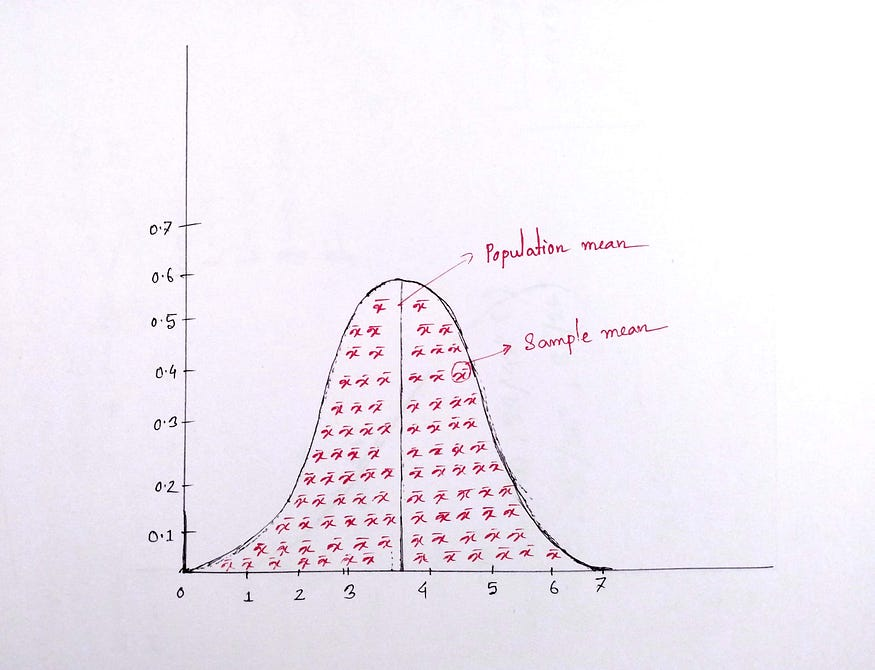 0.7
Population mean
0.6
x̄ x̄
0.5
x̄ x̄ x̄ x̄
Sample mean
x̄ x̄ x̄ x̄ x̄
0.4
x̄ x̄ x̄ x̄ x̄ x̄
x̄ x̄ x̄ x̄ x̄ x̄ x̄
0.3
x̄ x̄ x̄ x̄ x̄ x̄ x̄ x̄
x̄ x̄ x̄ x̄ x̄ x̄ x̄ x̄
x̄ x̄ x̄ x̄ x̄ x̄ x̄ x̄ x̄ x̄
0.2
x̄ x̄ x̄ x̄ x̄ x̄ x̄ x̄ x̄ x̄
x̄ x̄ x̄ x̄ x̄ x̄ x̄ x̄ x̄ x̄ x̄
0.1
x̄ x̄ x̄ x̄ x̄ x̄ x̄ x̄ x̄ x̄ x̄
x̄ x̄ x̄ x̄ x̄ x̄ x̄ x̄ x̄ x̄ x̄ x̄ x̄
0 1 2 3 4 5 6 7